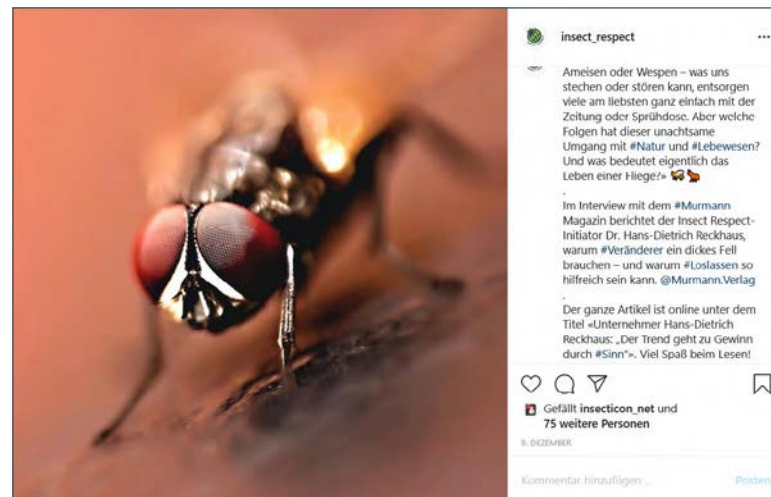 insect_respect
Ameisen oder Wespen – was uns
stechen oder stören kann, entsorgen
viele am liebsten ganz einfach mit der
Zeitung oder Sprühdose. Aber welche
Folgen hat dieser unachtsame
Umgang mit #Natur und #Lebewesen?
Und was bedeutet eigentlich das
Leben einer Fliege?»
.
Im Interview mit dem #Murmann
Magazin berichtet der Insect Respect-
Initiator Dr. Hans-Dietrich Reckhaus,
warum #Veränderer ein dickes Fell
brauchen – und warum #Loslassen so
hilfreich sein kann. @Murmann.Verlag
.
Der ganze Artikel ist online unter dem
Titel «Unternehmer Hans-Dietrich
Reckhaus: „Der Trend geht zu Gewinn
durch #Sinn"». Viel Spaß beim Lesen!
Gefällt insecticon_net und
75 weitere Personen
9. DEZEMBER
Kommentar hinzufügen ...
Posten